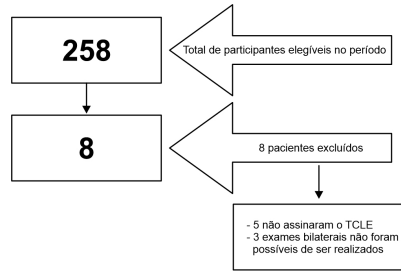 258
Total de participantes elegíveis no período
8
8 pacientes excluídos
- 5 não assinaram o TCLE
- 3 exames bilaterais não foram
possíveis de ser realizados